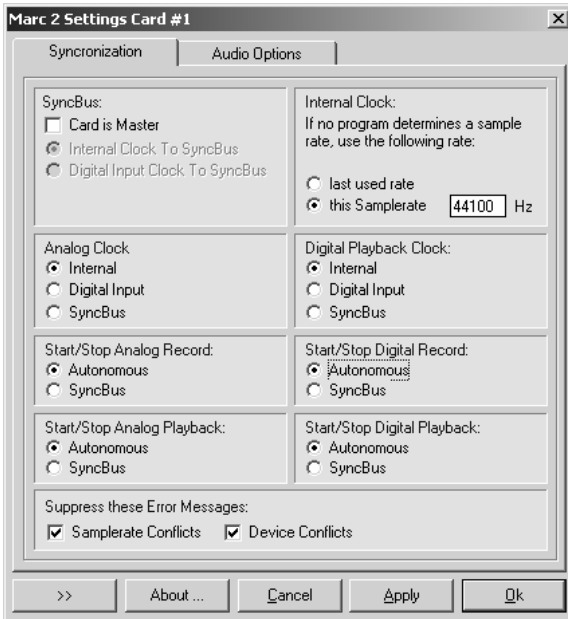 Marc 2 Settings Card #1
Syncronization
Audio Options
SyncBus:
Card is Master
Internal Clock To SyncBus
Digital Input Clock To SyncBus
Internal Clock:
If no program determines a sample
rate, use the following rate:
last used rate
this Samplerate 44100 Hz
Analog Clock
Internal
Digital Input
SyncBus
Digital Playback Clock:
Internal
Digital Input
SyncBus
Start/Stop Analog Record:
Autonomous
SyncBus
Start/Stop Digital Record:
Autonomous
SyncBus
Start/Stop Analog Playback:
Autonomous
SyncBus
Start/Stop Digital Playback:
Autonomous
SyncBus
Suppress these Error Messages:
Samplerate Conflicts Device Conflicts
>> About ... Cancel Apply Ok